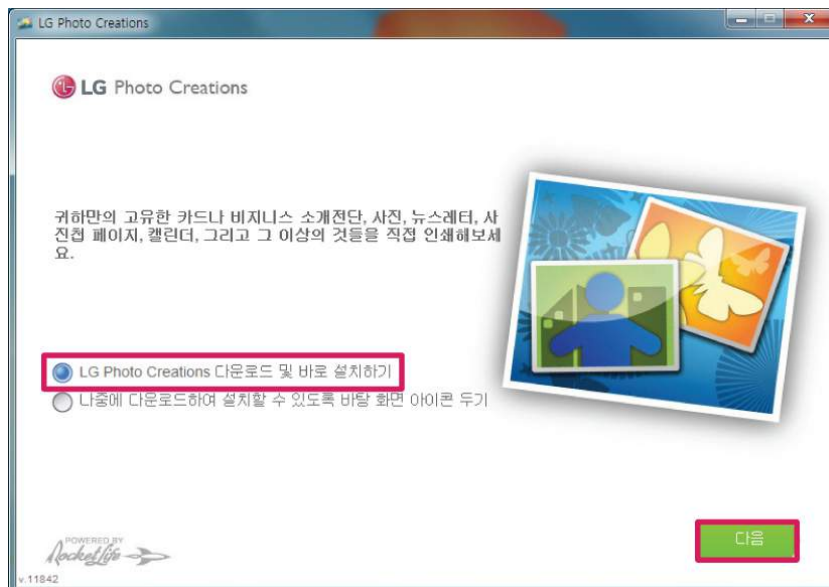 LG Photo Creations
LG Photo Creations
귀하만의 고유한 카드나 비지니스 소개전단, 사진, 뉴스레터, 사
진첩 페이지, 캘린더, 그리고 그 이상의 것들을 직접 인쇄해보세
요.
LG Photo Creations 다운로드 및 바로 설치하기
나중에 다운로드하여 설치할 수 있도록 바탕 화면 아이콘 두기
다음
POWERED BY
RocketLife
v.11842